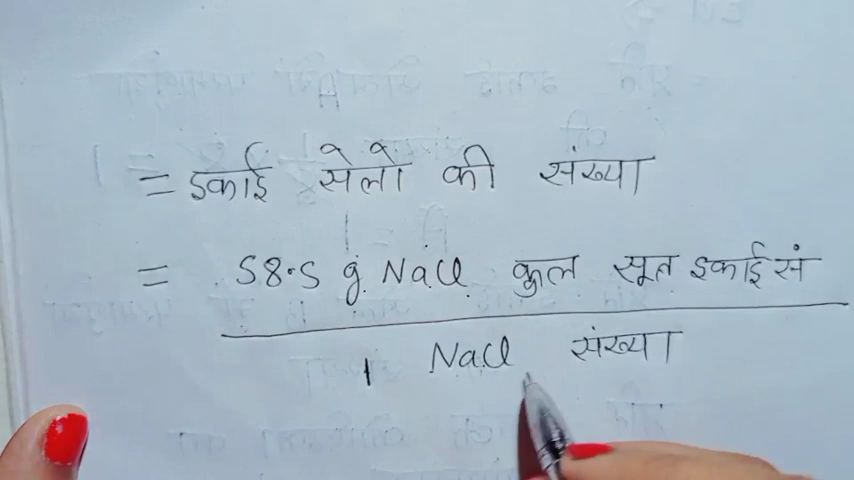 = इकाई सेलो की संख्या
= 58.5 g NaCl कुल सूत इकाई सं
1 NaCl संख्या